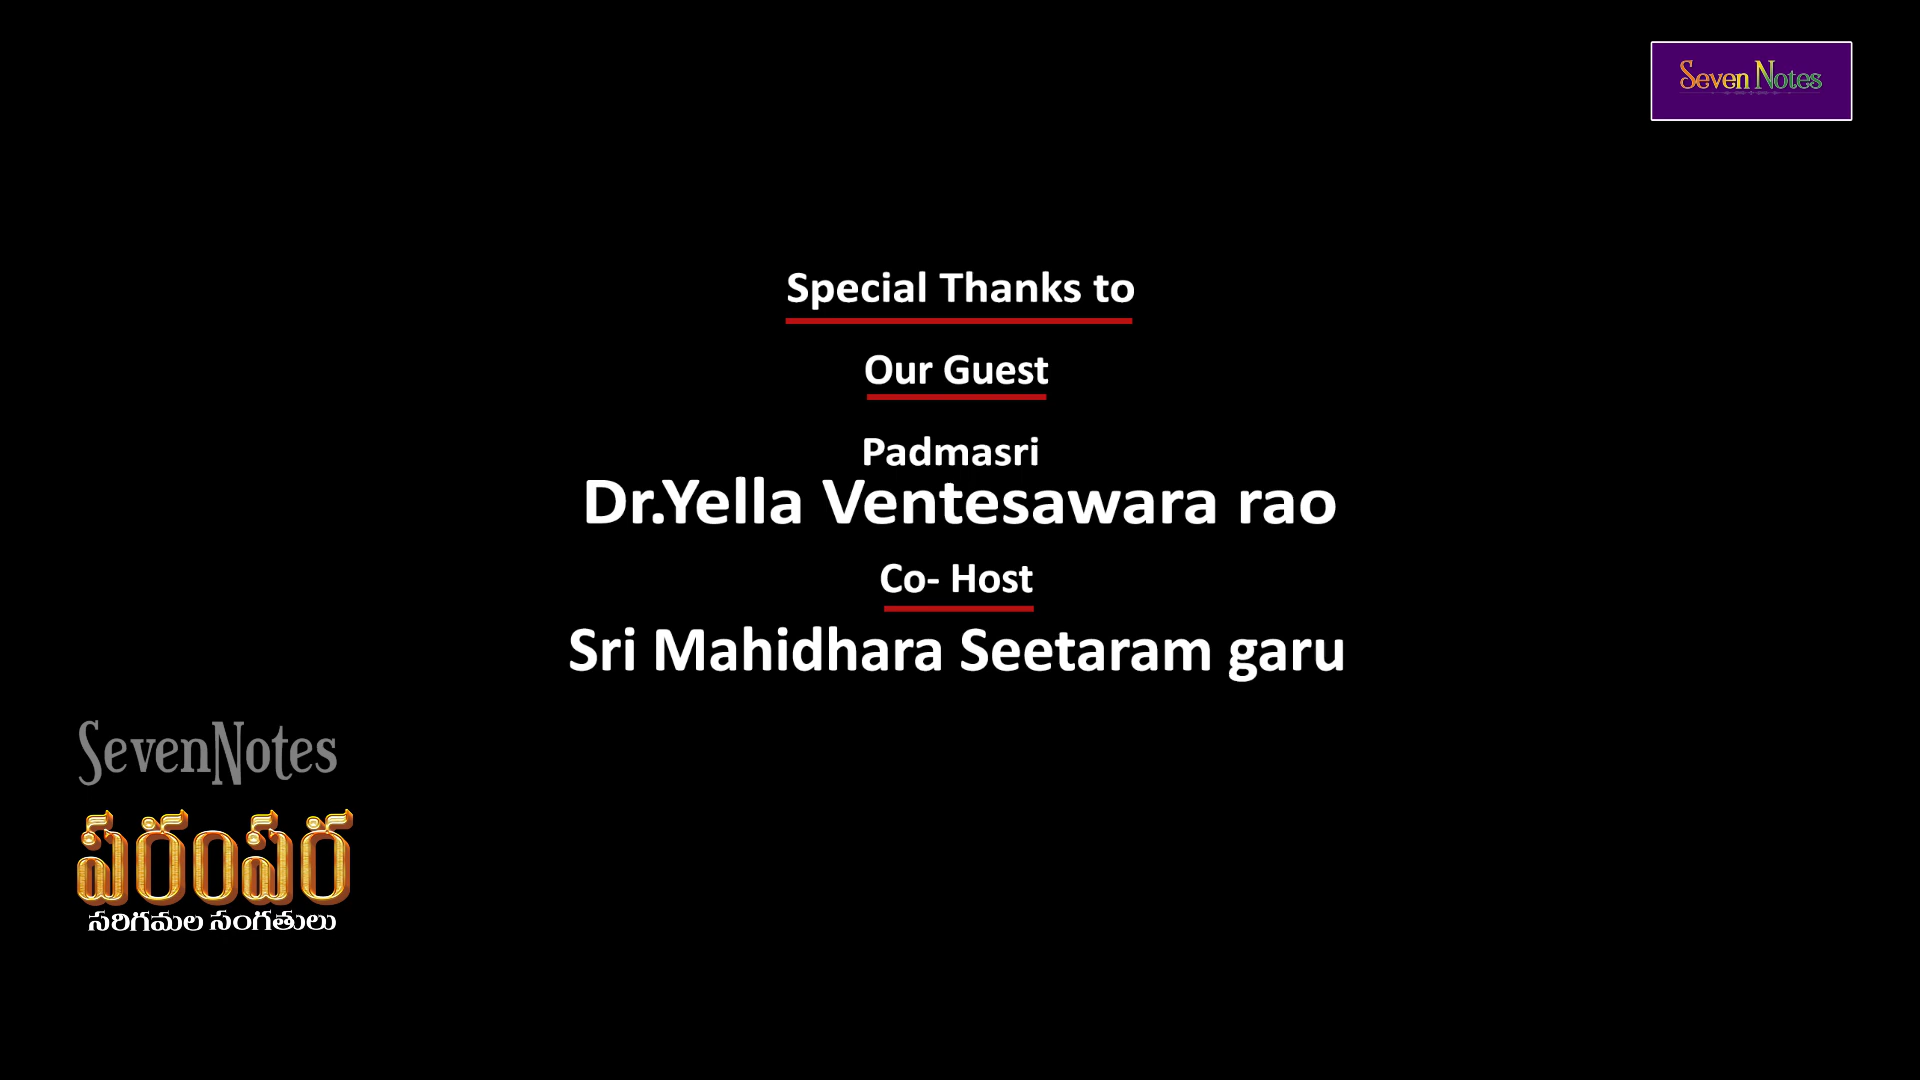 Seven Notes
Special Thanks to
Our Guest
Padmasri
Dr.Yella Ventesawara rao
Co- Host
Sri Mahidhara Seetaram garu
SevenNotes
పరంపర
సరిగమల సంగతులు